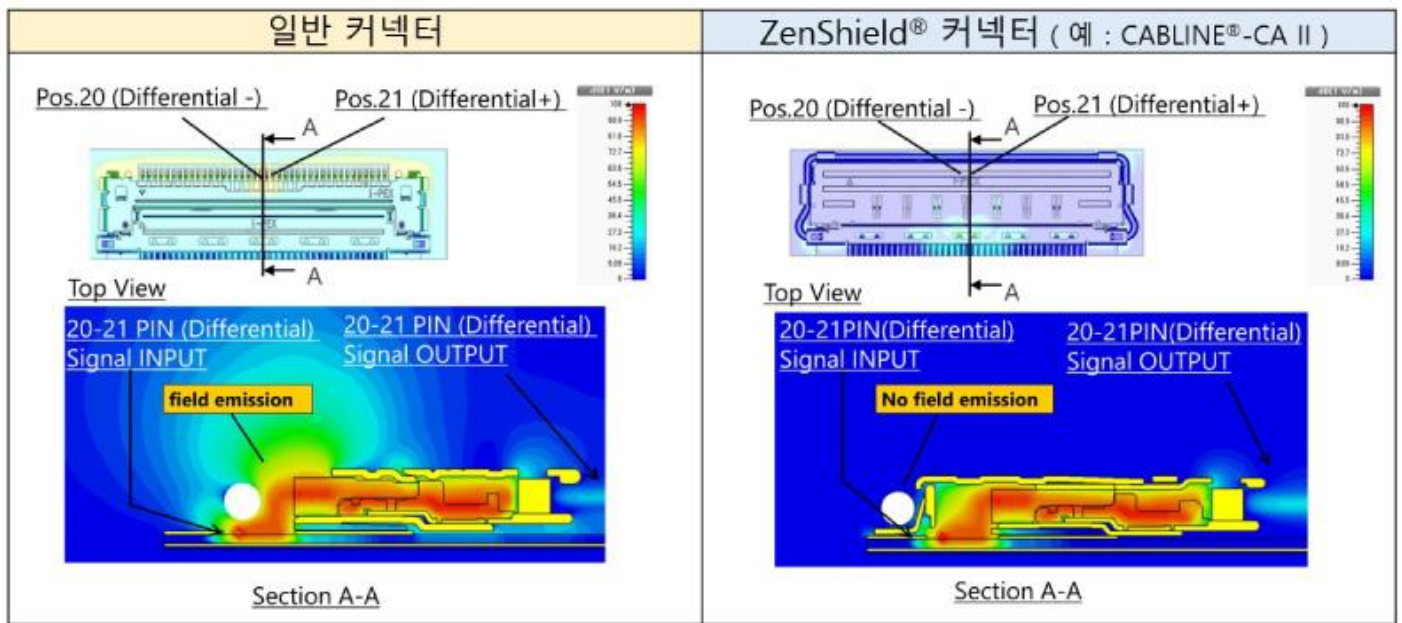 일반 커넥터
Pos.20 (Differential -)
Pos.21 (Differential+)
A
I-PEX
I-PEX
A
Top View
20-21 PIN (Differential)
Signal INPUT
20-21 PIN (Differential)
Signal OUTPUT
field emission
Section A-A
ZenShield® 커넥터 ( 예 : CABLINE®-CA II )
Pos.20 (Differential -)
Pos.21 (Differential+)
A
A
Top View
20-21PIN(Differential)
Signal INPUT
20-21PIN(Differential)
Signal OUTPUT
No field emission
Section A-A